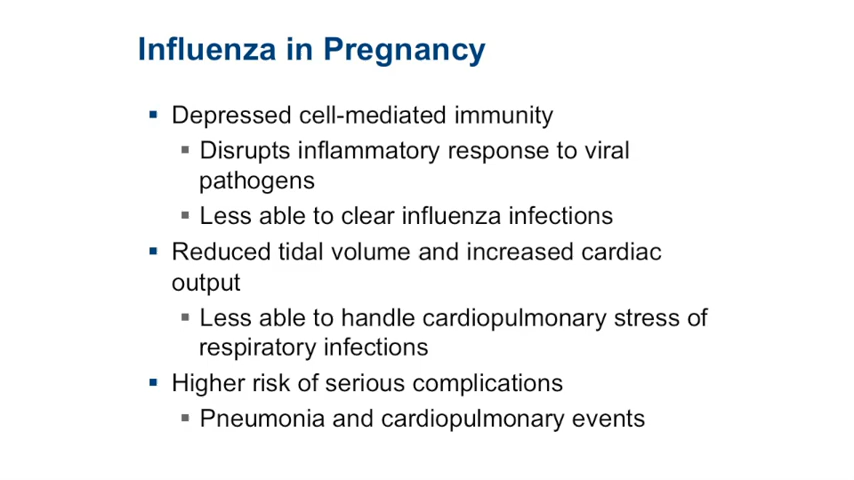 Influenza in Pregnancy
▪ Depressed cell-mediated immunity
▪ Disrupts inflammatory response to viral
pathogens
▪ Less able to clear influenza infections
▪ Reduced tidal volume and increased cardiac
output
▪ Less able to handle cardiopulmonary stress of
respiratory infections
▪ Higher risk of serious complications
▪ Pneumonia and cardiopulmonary events